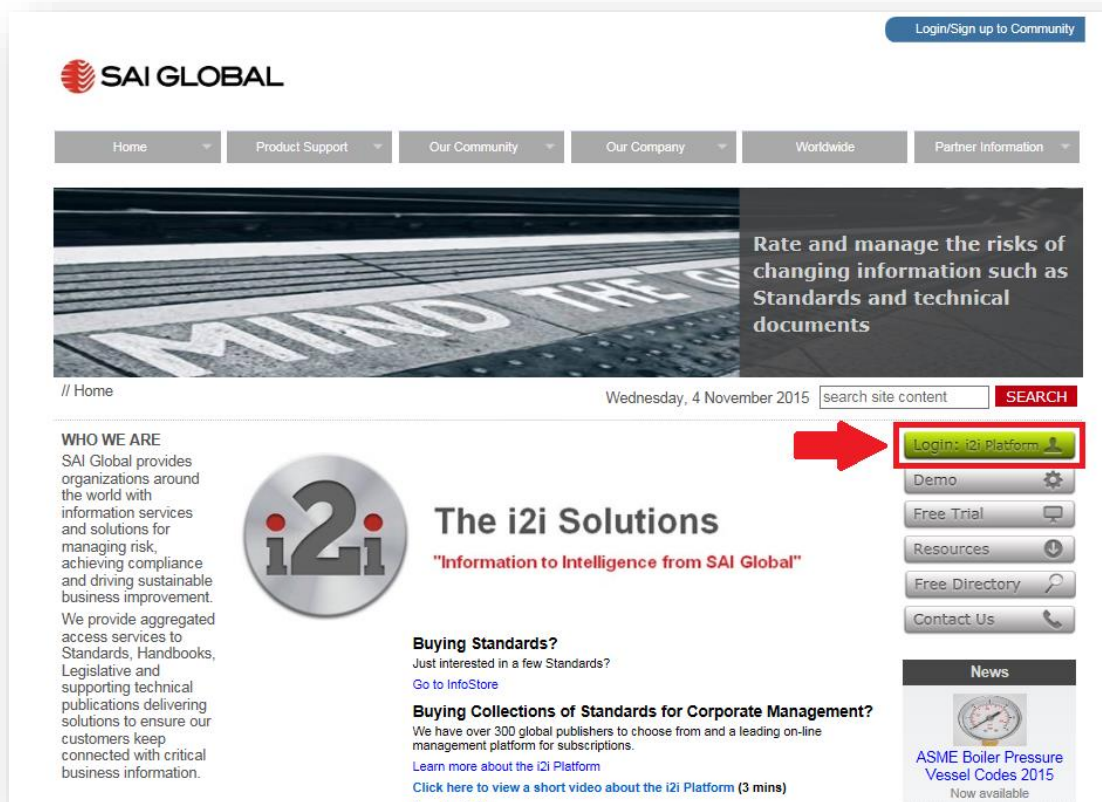 Login/Sign up to Community
SAI GLOBAL
Home
Product Support
Our Community
Our Company
Worldwide
Partner Information
MIND THE G
Rate and manage the risks of
changing information such as
Standards and technical
documents
// Home
Wednesday, 4 November 2015
search site content
SEARCH
WHO WE ARE
SAI Global provides
organizations around
the world with
information services
and solutions for
managing risk,
achieving compliance
and driving sustainable
business improvement.
We provide aggregated
access services to
Standards, Handbooks,
Legislative and
supporting technical
publications delivering
solutions to ensure our
customers keep
connected with critical
business information.
i2i
The i2i Solutions
"Information to Intelligence from SAI Global"
Buying Standards?
Just interested in a few Standards?
Go to InfoStore
Buying Collections of Standards for Corporate Management?
We have over 300 global publishers to choose from and a leading on-line
management platform for subscriptions.
Learn more about the i2i Platform
Click here to view a short video about the i2i Platform (3 mins)
Login: i2i Platform
Demo
Free Trial
Resources
Free Directory
Contact Us
News
ASME Boiler Pressure
Vessel Codes 2015
Now available